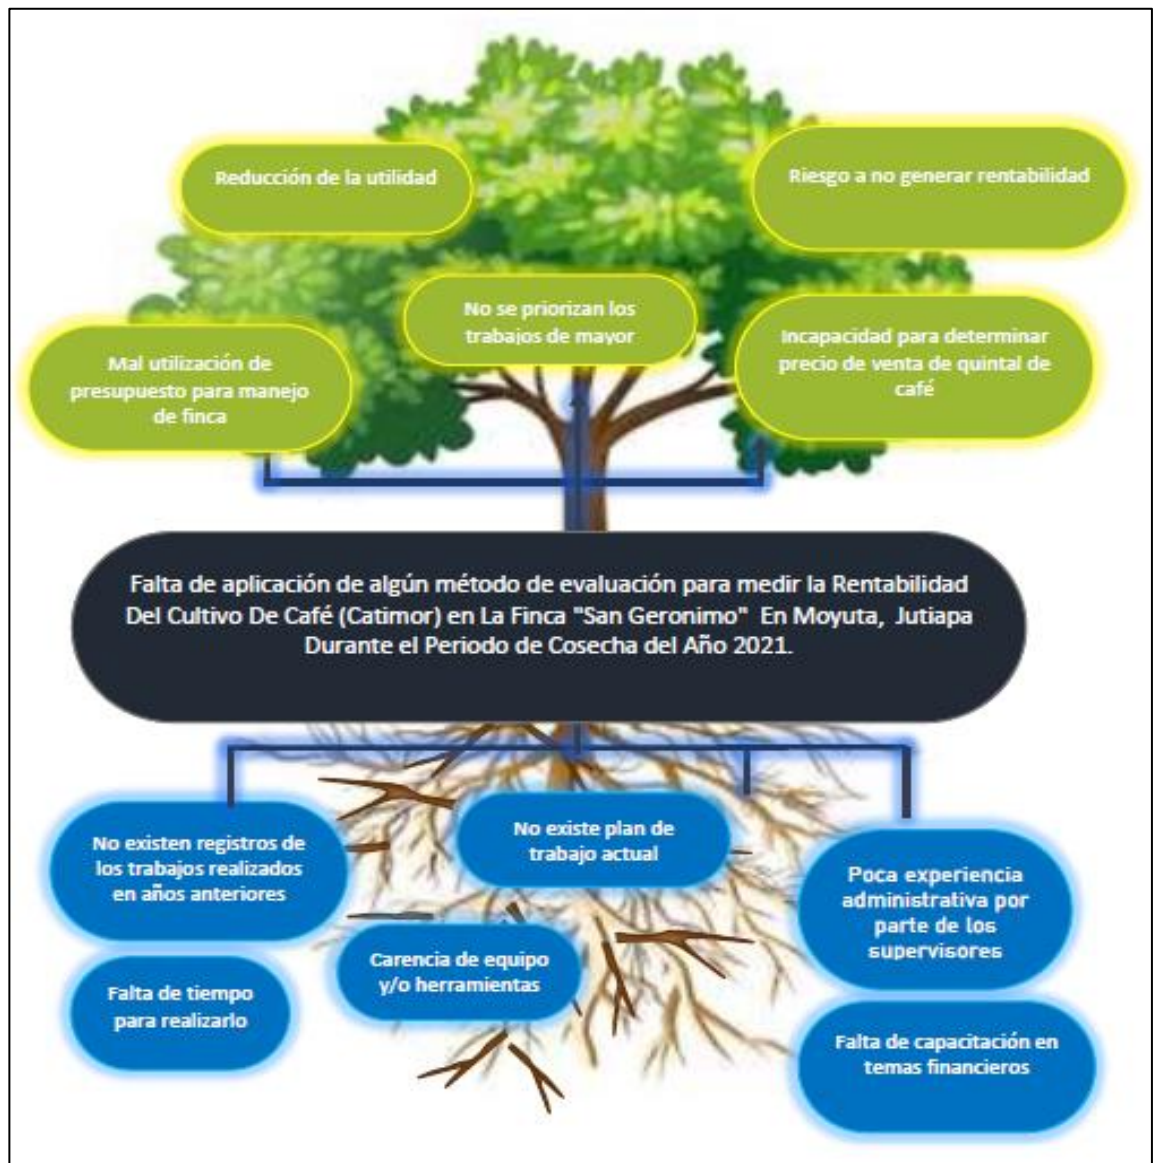 Reducción de la utilidad
Riesgo a no generar rentabilidad
No se priorizan los
trabajos de mayor
Mal utilización de
presupuesto para manejo
de finca
Incapacidad para determinar
precio de venta de quintal de
café
Falta de aplicación de algún método de evaluación para medir la Rentabilidad
Del Cultivo De Café (Catimor) en La Finca "San Geronimo" En Moyuta, Jutiapa
Durante el Periodo de Cosecha del Año 2021.
No existen registros de
los trabajos realizados
en años anteriores
No existe plan de
trabajo actual
Poca experiencia
administrativa por
parte de los
supervisores
Carencia de equipo
y/o herramientas
Falta de tiempo
para realizarlo
Falta de capacitación en
temas financieros